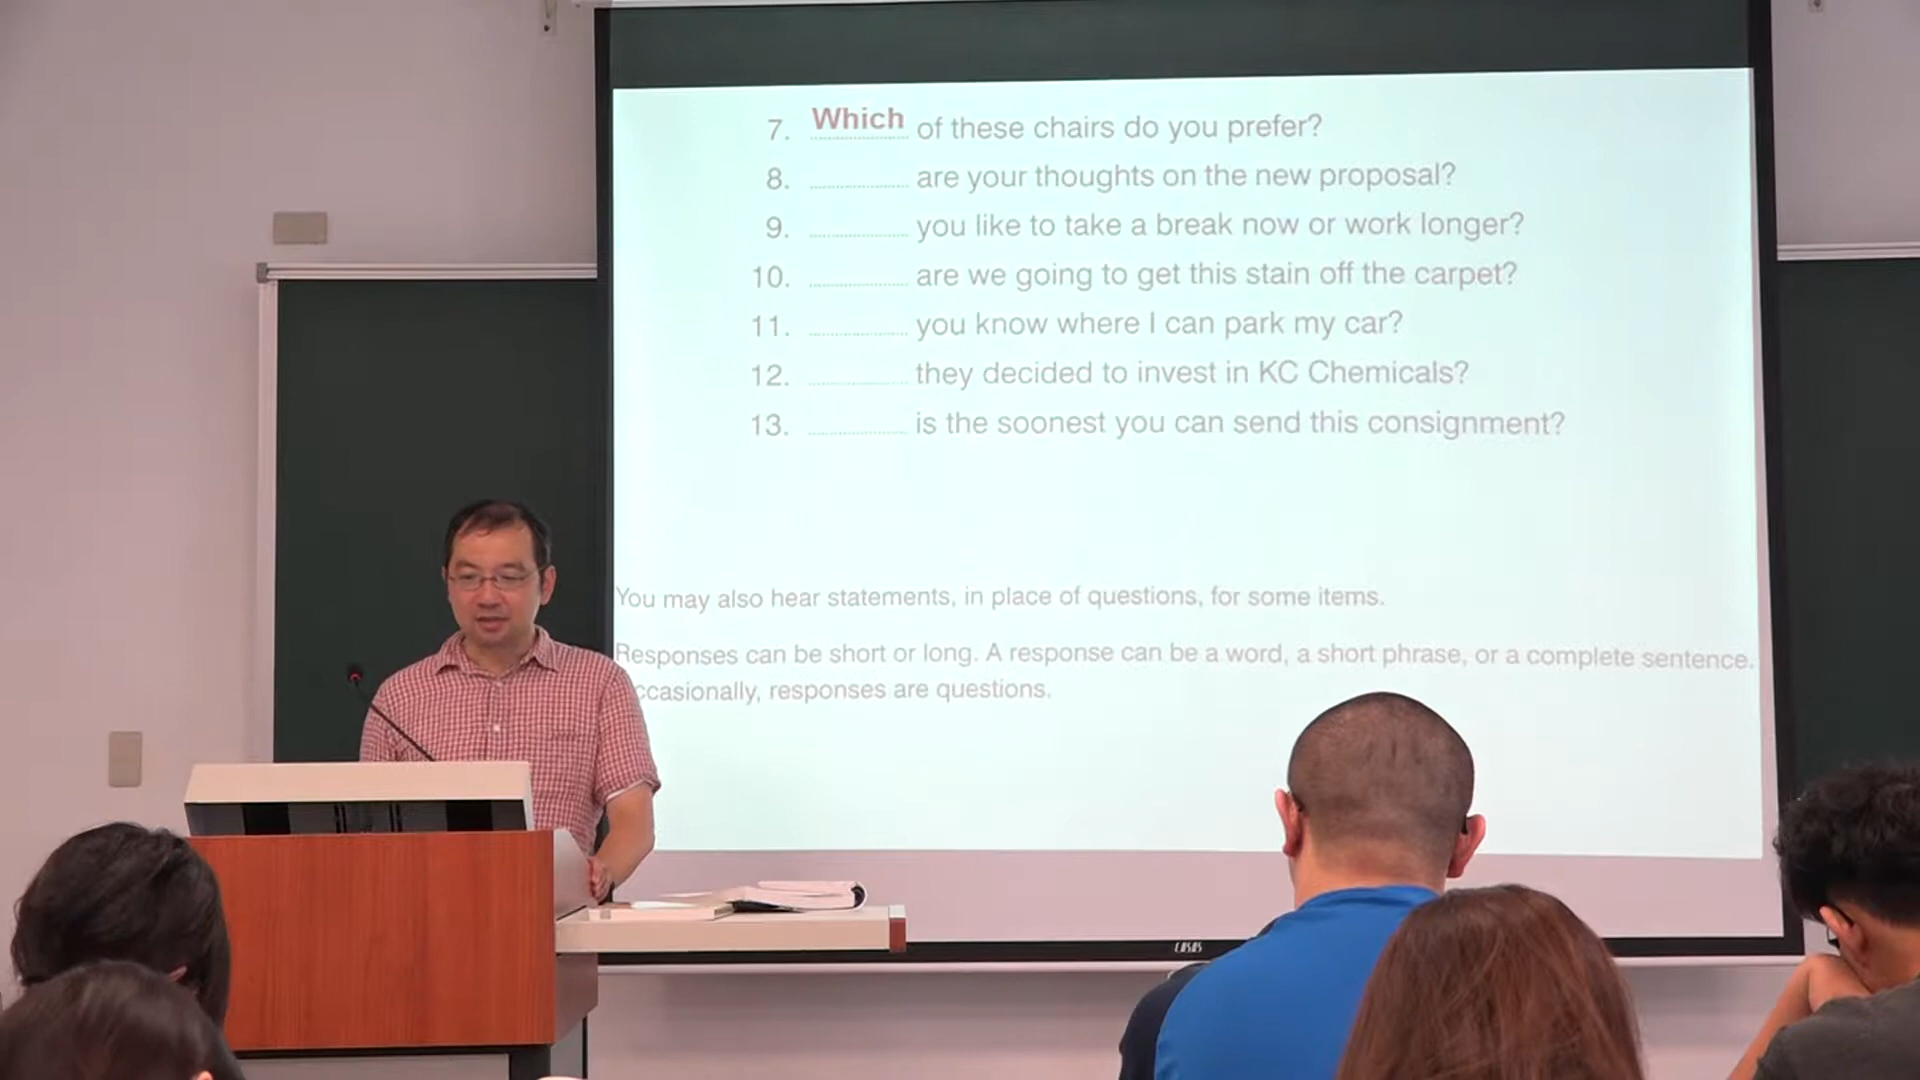 7. Which of these chairs do you prefer?
8. ............ are your thoughts on the new proposal?
9. ............ you like to take a break now or work longer?
10. ............ are we going to get this stain off the carpet?
11. ............ you know where I can park my car?
12. ............ they decided to invest in KC Chemicals?
13. ............ is the soonest you can send this consignment?
You may also hear statements, in place of questions, for some items.
Responses can be short or long. A response can be a word, a short phrase, or a complete sentence.
ccasionally, responses are questions.